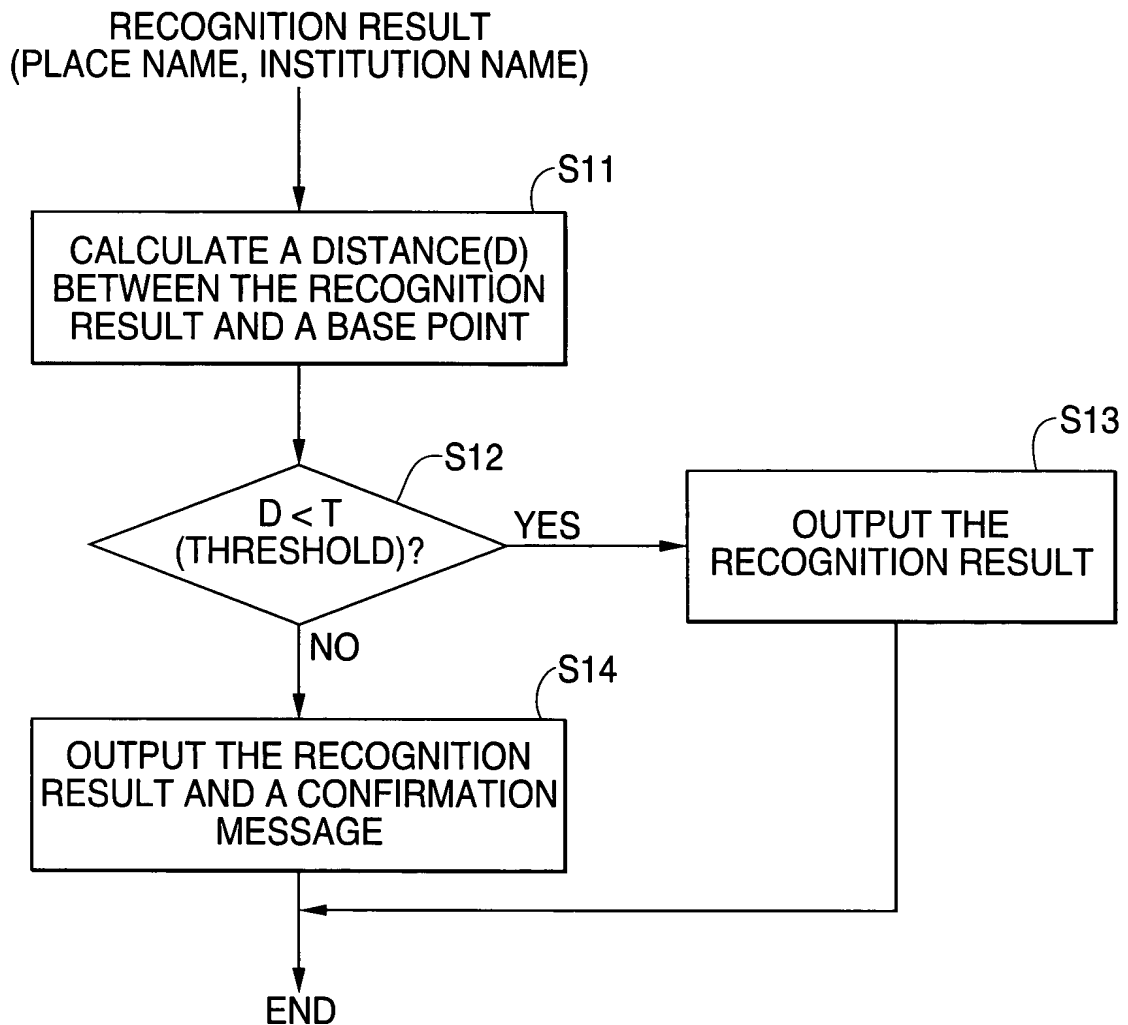 RECOGNITION RESULT
(PLACE NAME, INSTITUTION NAME)
S11
CALCULATE A DISTANCE(D)
BETWEEN THE RECOGNITION
RESULT AND A BASE POINT
S12
D < T
(THRESHOLD)?
YES
S13
OUTPUT THE
RECOGNITION RESULT
NO
S14
OUTPUT THE RECOGNITION
RESULT AND A CONFIRMATION
MESSAGE
END